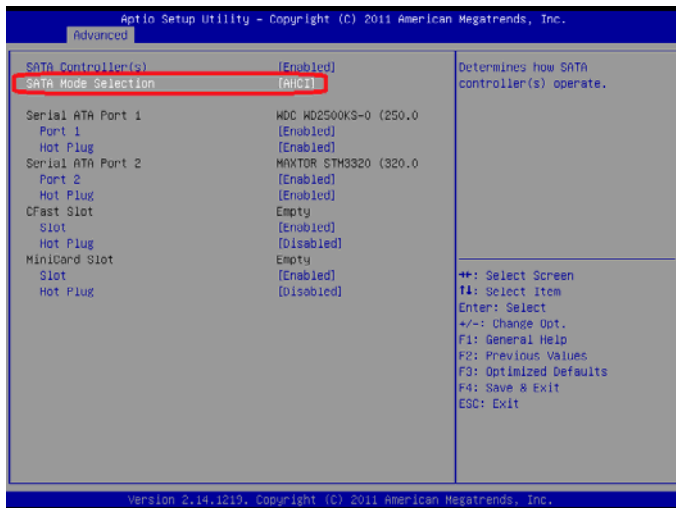 Aptio Setup Utility – Copyright (C) 2011 American Megatrends, Inc.
Advanced
SATA Controller(s) [Enabled]
SATA Mode Selection [AHCI]
Serial ATA Port 1 WDC WD2500KS-0 (250.0
Port 1 [Enabled]
Hot Plug [Enabled]
Serial ATA Port 2 MAXTOR STM3320 (320.0
Port 2 [Enabled]
Hot Plug [Enabled]
CFast Slot Empty
Slot [Enabled]
Hot Plug [Disabled]
MiniCard Slot Empty
Slot [Enabled]
Hot Plug [Disabled]
Determines how SATA
controller(s) operate.
→←: Select Screen
↑↓: Select Item
Enter: Select
+/-: Change Opt.
F1: General Help
F2: Previous Values
F3: Optimized Defaults
F4: Save & Exit
ESC: Exit
Version 2.14.1219. Copyright (C) 2011 American Megatrends, Inc.